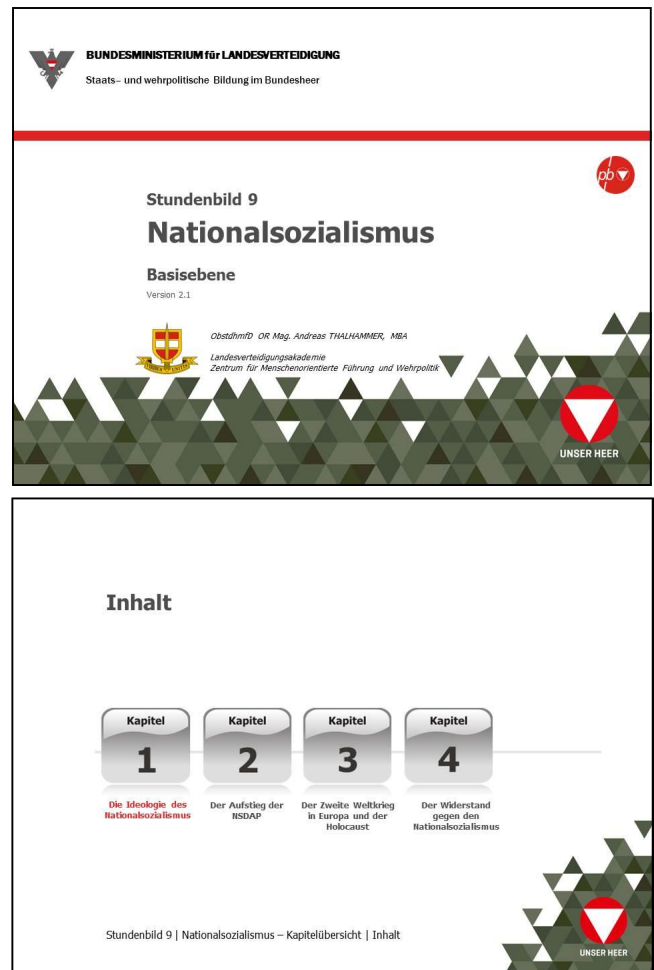 BUNDESMINISTERIUM für LANDESVERTEIDIGUNG
Staats- und wehrpolitische Bildung im Bundesheer
pb
Stundenbild 9
Nationalsozialismus
Basisebene
Version 2.1
ObstdhmfD OR Mag. Andreas THALHAMMER, MBA
Landesverteidigungsakademie
Zentrum für Menschenorientierte Führung und Wehrpolitik
UNSER HEER
Inhalt
Kapitel
1
Die Ideologie des
Nationalsozialismus
Kapitel
2
Der Aufstieg der
NSDAP
Kapitel
3
Der Zweite Weltkrieg
in Europa und der
Holocaust
Kapitel
4
Der Widerstand
gegen den
Nationalsozialismus
Stundenbild 9 | Nationalsozialismus – Kapitelübersicht | Inhalt
UNSER HEER